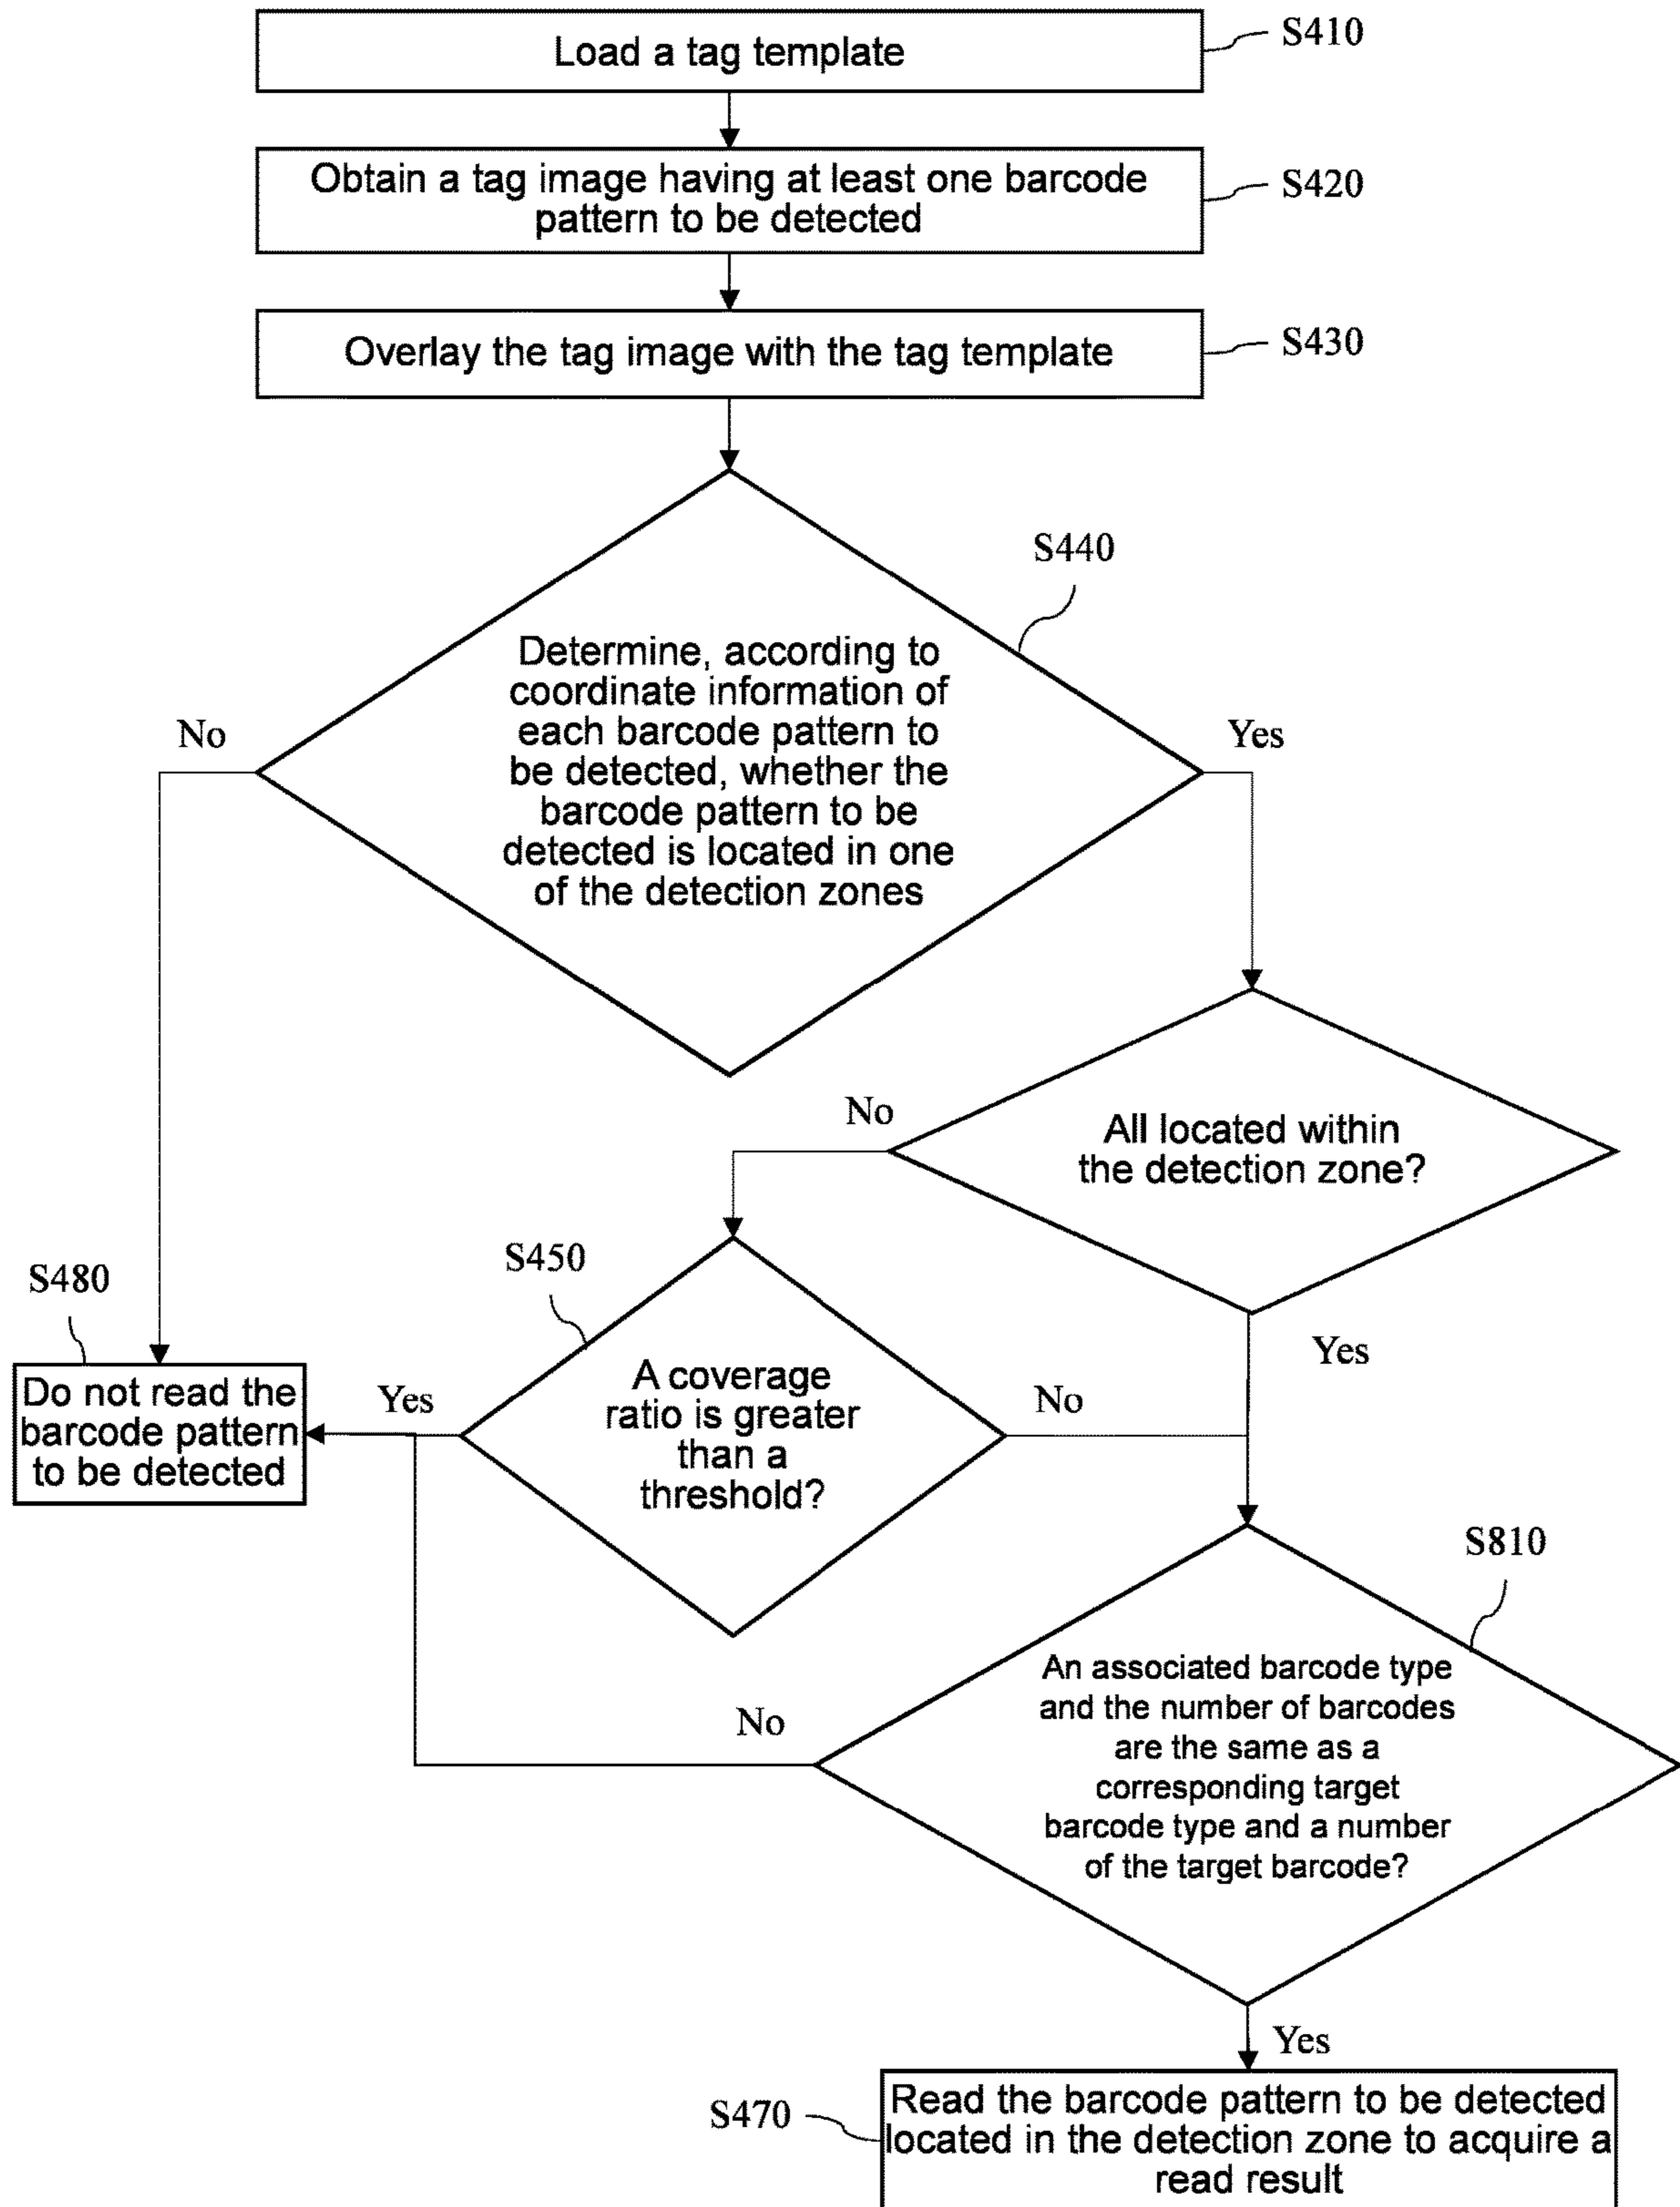 Load a tag template
S410
Obtain a tag image having at least one barcode
pattern to be detected
S420
Overlay the tag image with the tag template
S430
S440
Determine, according to
coordinate information of
each barcode pattern to
be detected, whether the
barcode pattern to be
detected is located in one
of the detection zones
No
Yes
All located within
the detection zone?
No
Yes
S450
A coverage
ratio is greater
than a
threshold?
Yes
No
S480
Do not read the
barcode pattern
to be detected
S810
An associated barcode type
and the number of barcodes
are the same as a
corresponding target
barcode type and a number
of the target barcode?
No
Yes
S470
Read the barcode pattern to be detected
located in the detection zone to acquire a
read result